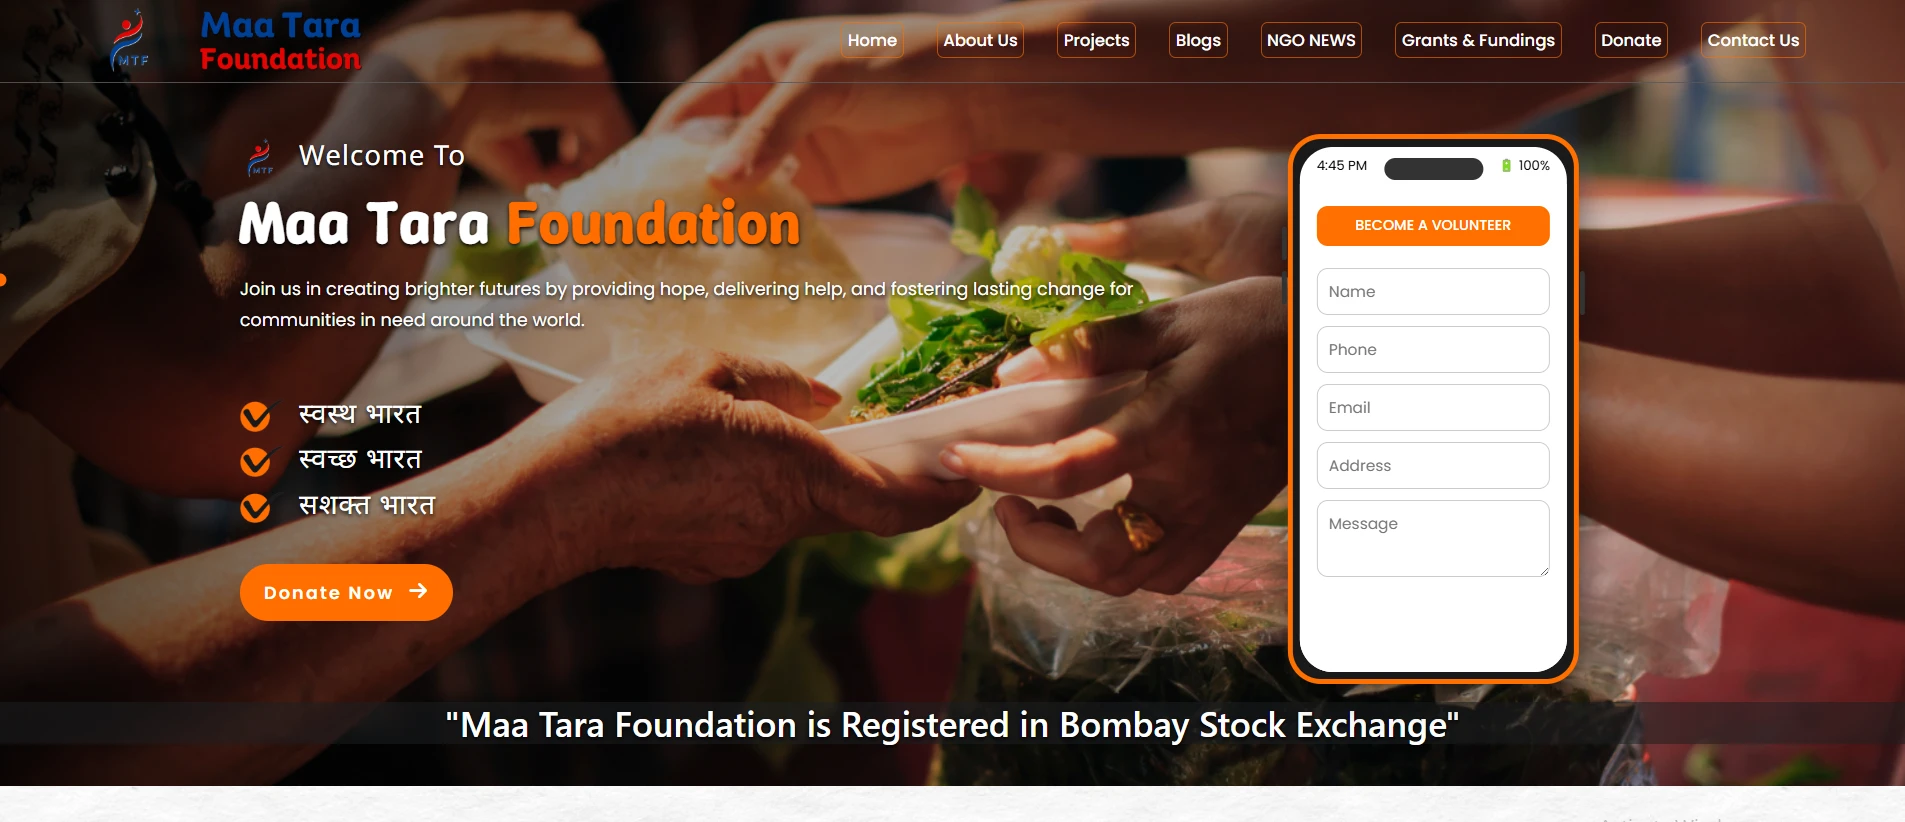 Maa Tara
Foundation
MTF
Home
About Us
Projects
Blogs
NGO NEWS
Grants & Fundings
Donate
Contact Us
MTF
Welcome To
Maa Tara Foundation
Join us in creating brighter futures by providing hope, delivering help, and fostering lasting change for
communities in need around the world.
स्वस्थ भारत
स्वच्छ भारत
सशक्त भारत
Donate Now
4:45 PM
100%
BECOME A VOLUNTEER
Name
Phone
Email
Address
Message
"Maa Tara Foundation is Registered in Bombay Stock Exchange"